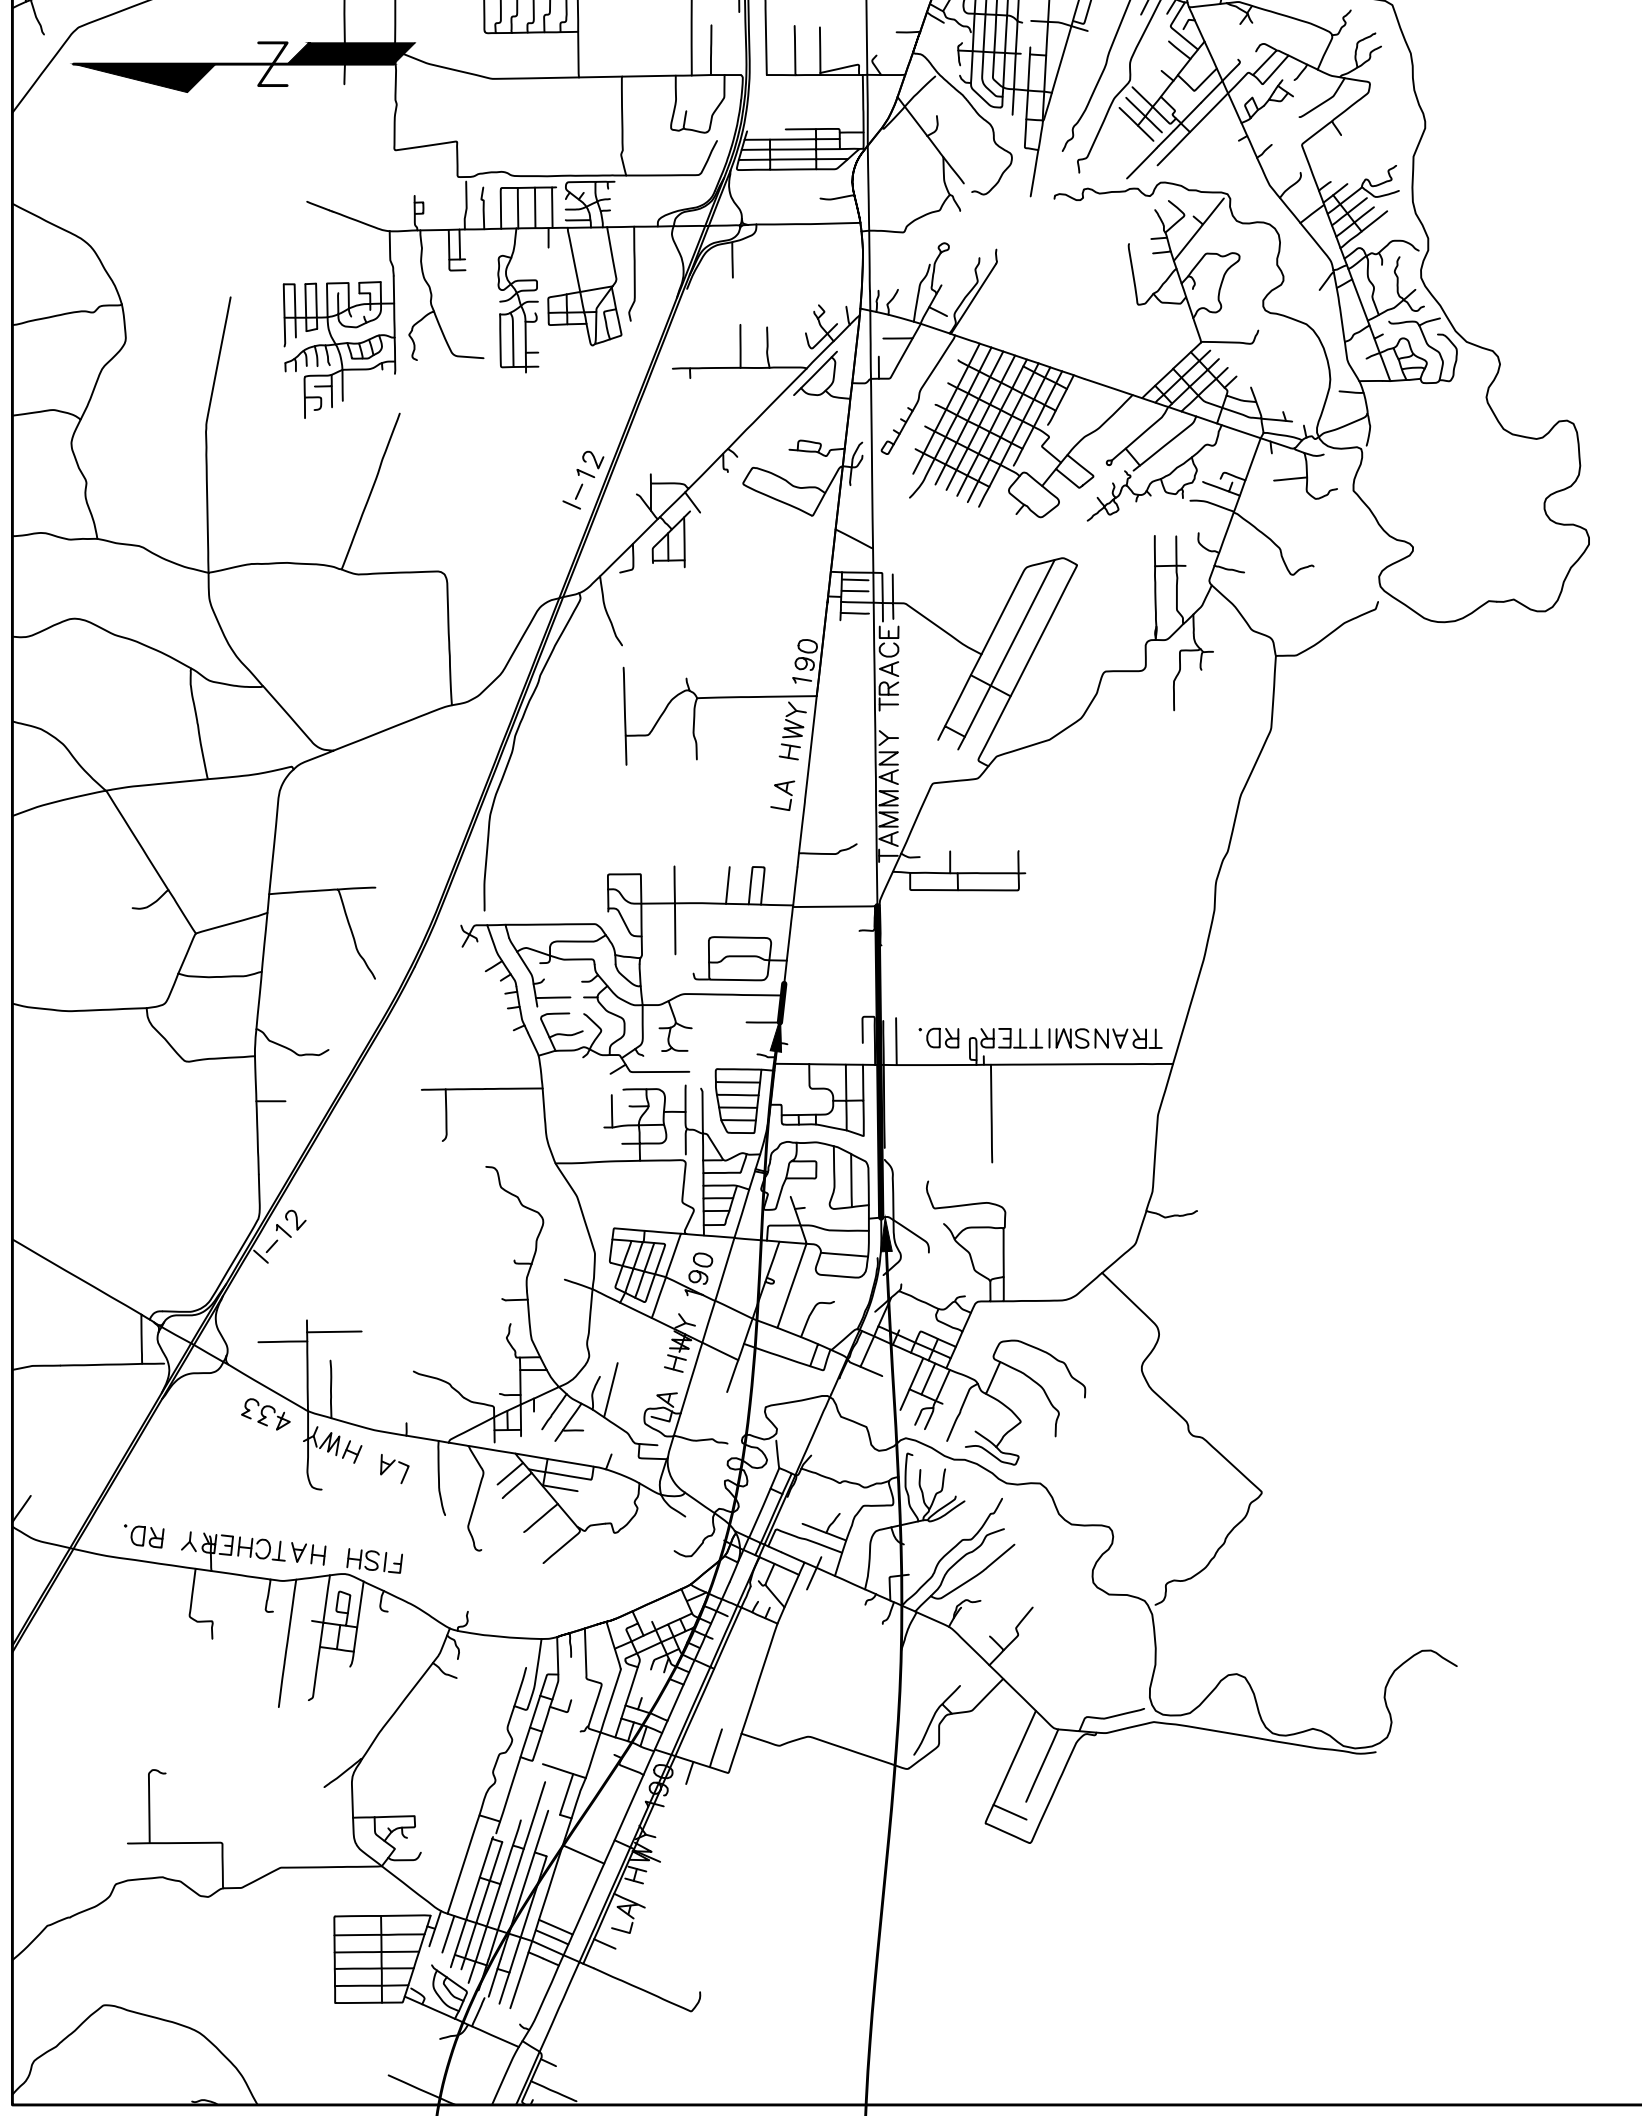 N
I-12
LA HWY 190
TAMMANY TRACE
TRANSMITTER RD.
I-12
LA HWY 190
LA HWY 433
FISH HATCHERY RD.
LA HWY 190